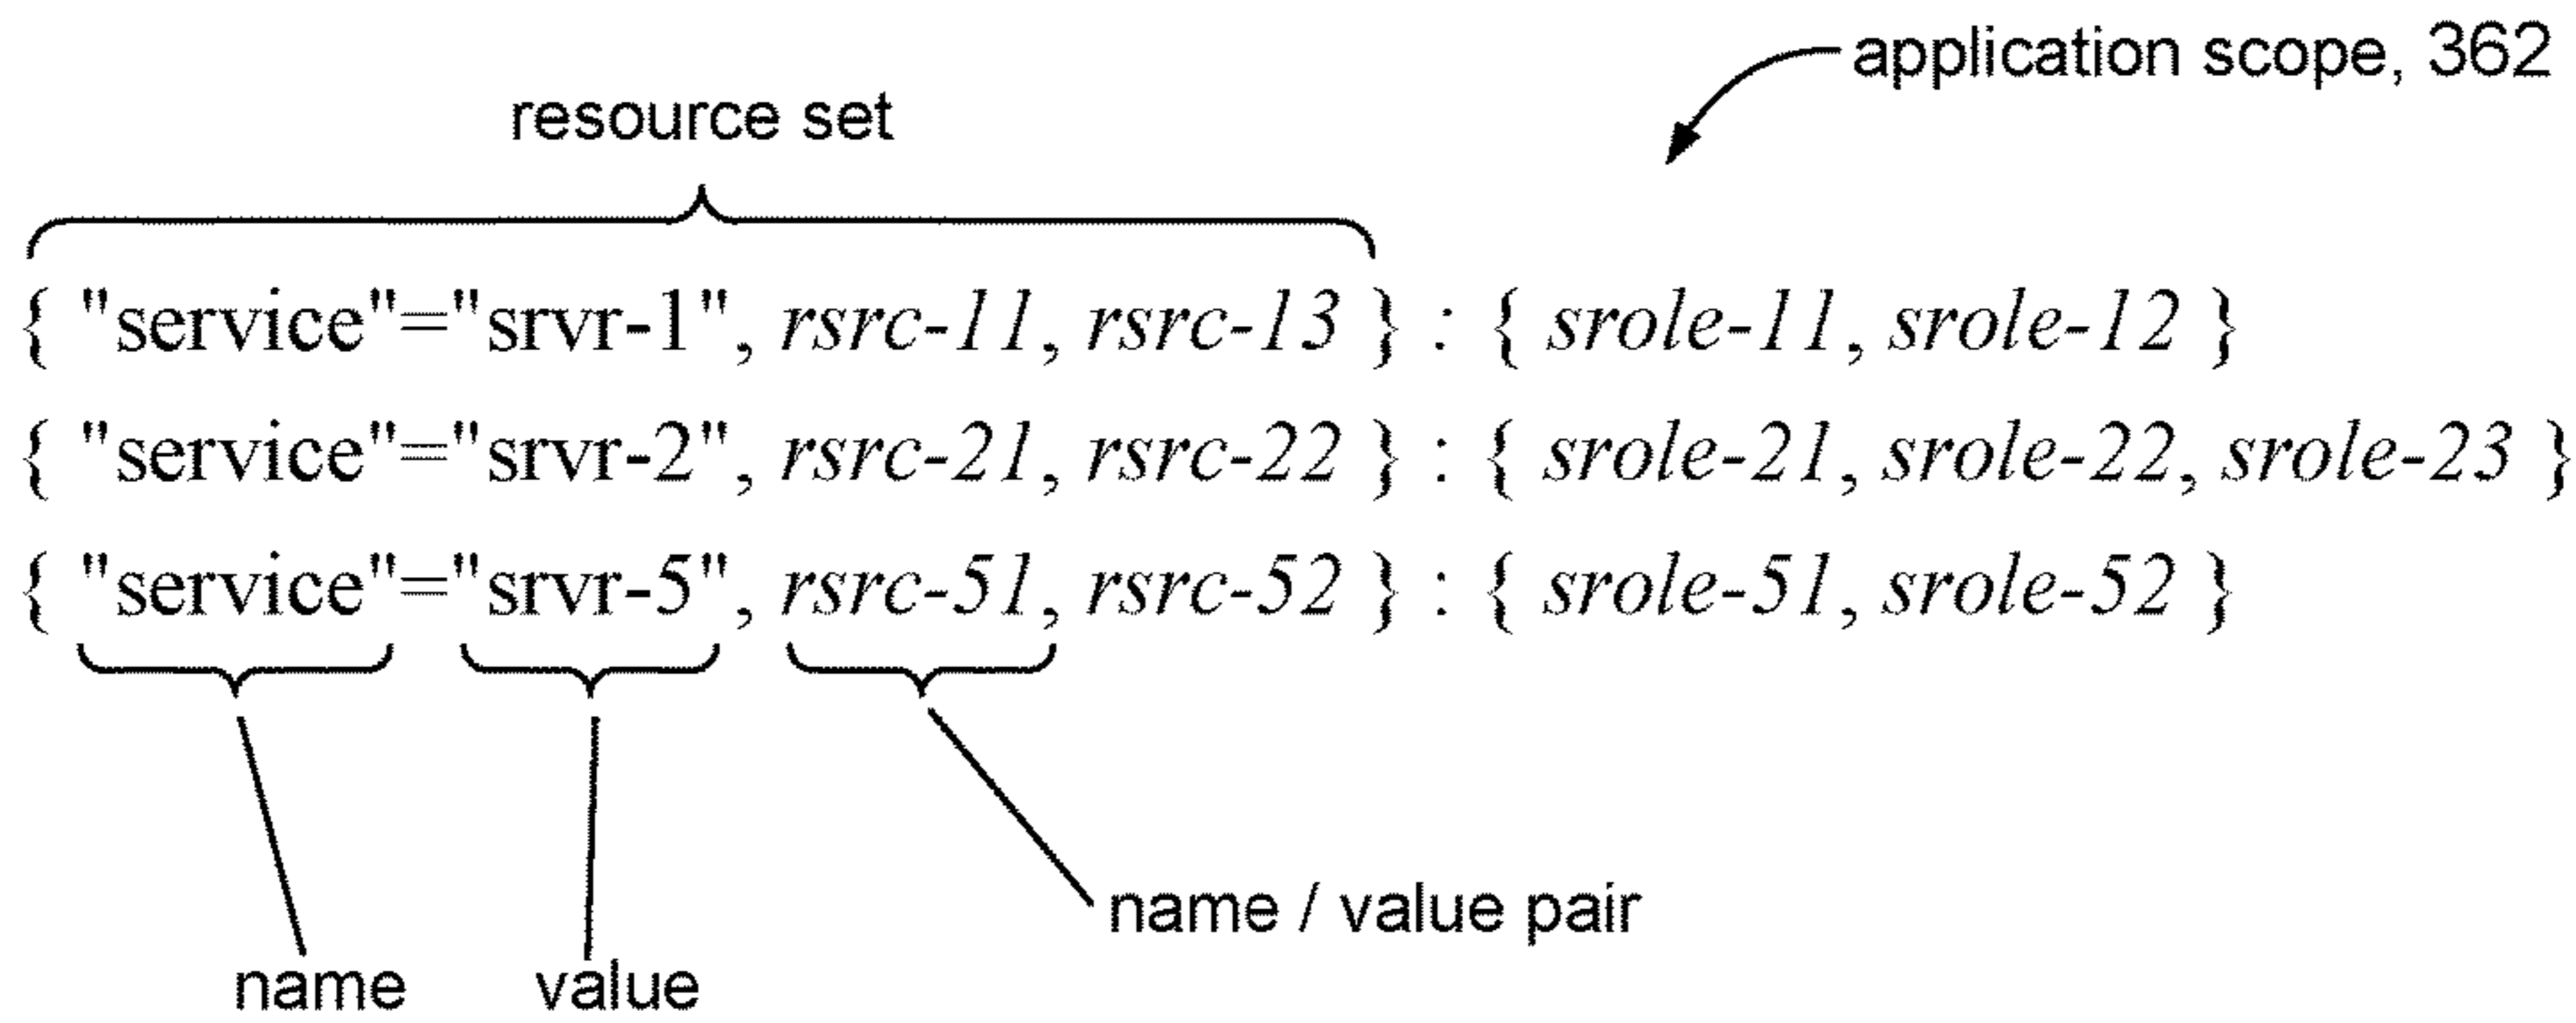 application scope, 362
resource set
{ "service"="srvr-1", rsrc-11, rsrc-13 } : { srole-11, srole-12 }
{ "service"="srvr-2", rsrc-21, rsrc-22 } : { srole-21, srole-22, srole-23 }
{ "service"="srvr-5", rsrc-51, rsrc-52 } : { srole-51, srole-52 }
name / value pair
name value